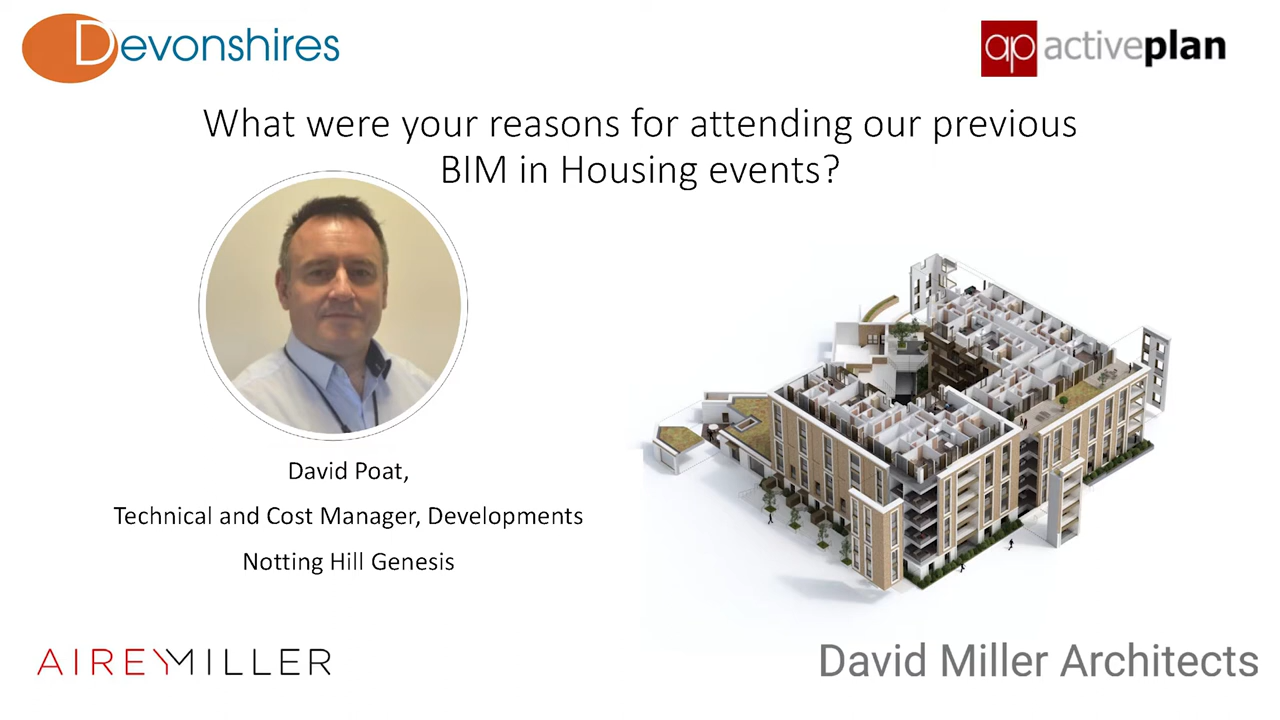 Devonshires
ap activeplan
What were your reasons for attending our previous
BIM in Housing events?
David Poat,
Technical and Cost Manager, Developments
Notting Hill Genesis
AIREYMILLER
David Miller Architects